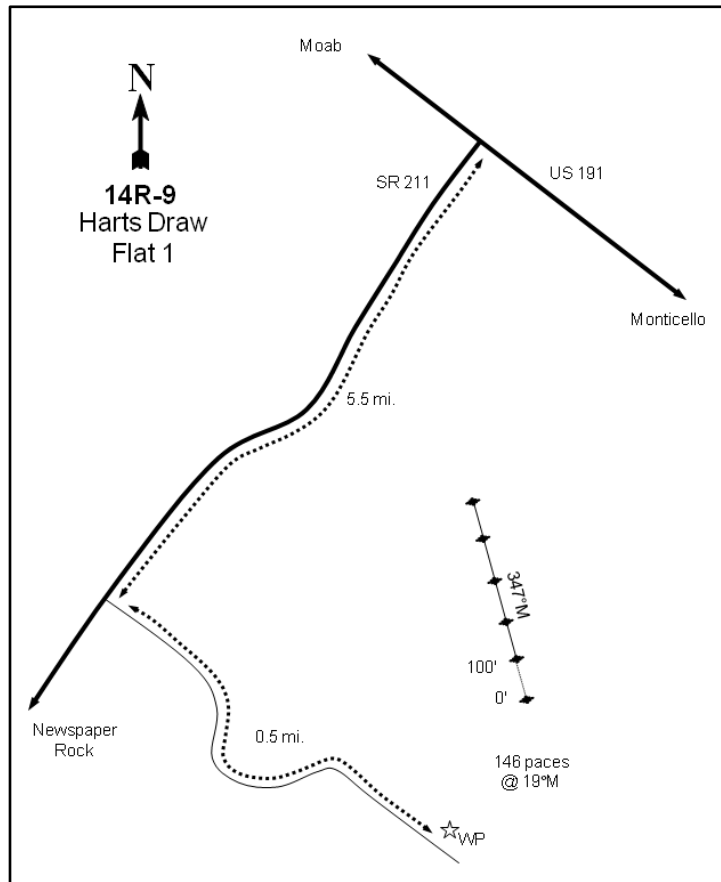 Moab
N
14R-9
Harts Draw
Flat 1
SR 211
US 191
Monticello
5.5 mi.
347°M
100'
0'
Newspaper
Rock
0.5 mi.
146 paces
@ 19°M
WP